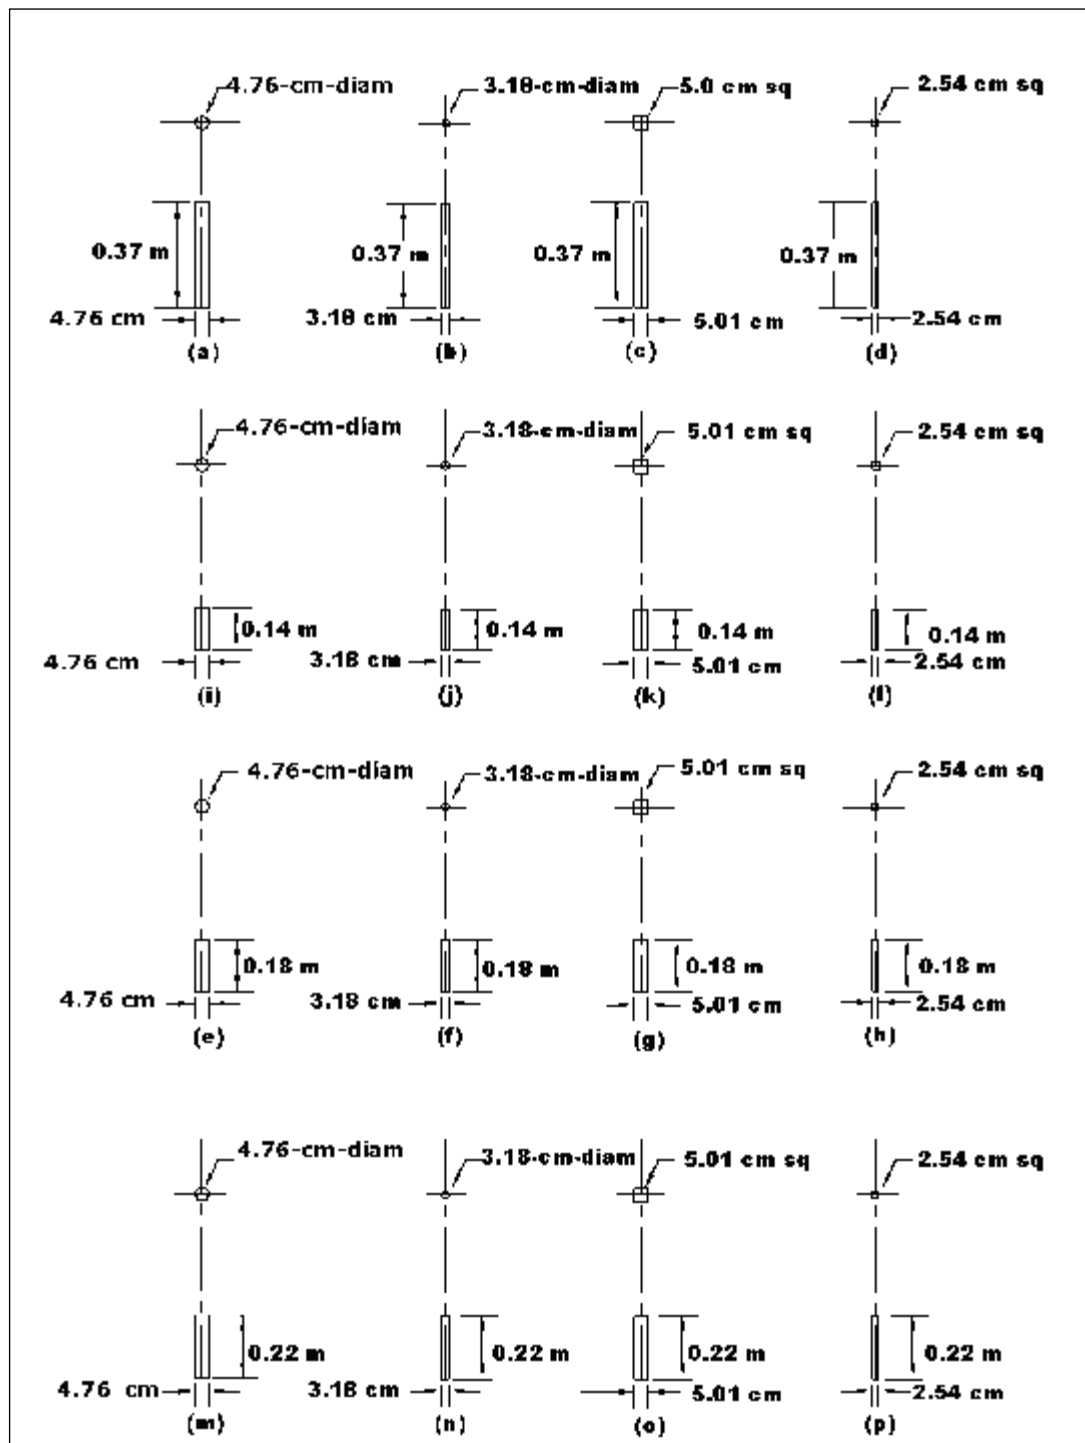 4.76-cm-diam 3.18-cm-diam 5.0 cm sq 2.54 cm sq
0.37 m 0.37 m 0.37 m 0.37 m
4.76 cm 3.18 cm 5.01 cm 2.54 cm
(a) (b) (c) (d)
4.76-cm-diam 3.18-cm-diam 5.01 cm sq 2.54 cm sq
0.14 m 0.14 m 0.14 m 0.14 m
4.76 cm 3.18 cm 5.01 cm 2.54 cm
(i) (j) (k) (l)
4.76-cm-diam 3.18-cm-diam 5.01 cm sq 2.54 cm sq
0.18 m 0.18 m 0.18 m 0.18 m
4.76 cm 3.18 cm 5.01 cm 2.54 cm
(e) (f) (g) (h)
4.76-cm-diam 3.18-cm-diam 5.01 cm sq 2.54 cm sq
0.22 m 0.22 m 0.22 m 0.22 m
4.76 cm 3.18 cm 5.01 cm 2.54 cm
(m) (n) (o) (p)